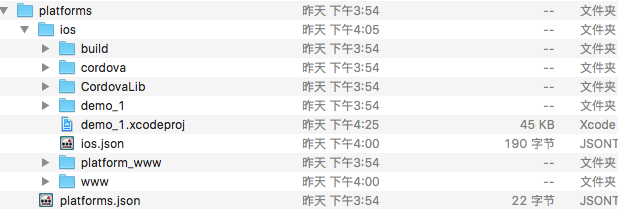 platforms 昨天 下午3:54 -- 文件夹
ios 昨天 下午4:05 -- 文件夹
build 昨天 下午3:54 -- 文件夹
cordova 昨天 下午3:54 -- 文件夹
CordovaLib 昨天 下午3:54 -- 文件夹
demo_1 昨天 下午3:54 -- 文件夹
demo_1.xcodeproj 昨天 下午4:25 45 KB Xcode
ios.json 昨天 下午4:00 190 字节 JSONT
platform_www 昨天 下午3:54 -- 文件夹
www 昨天 下午4:00 -- 文件夹
platforms.json 昨天 下午3:54 22 字节 JSONT